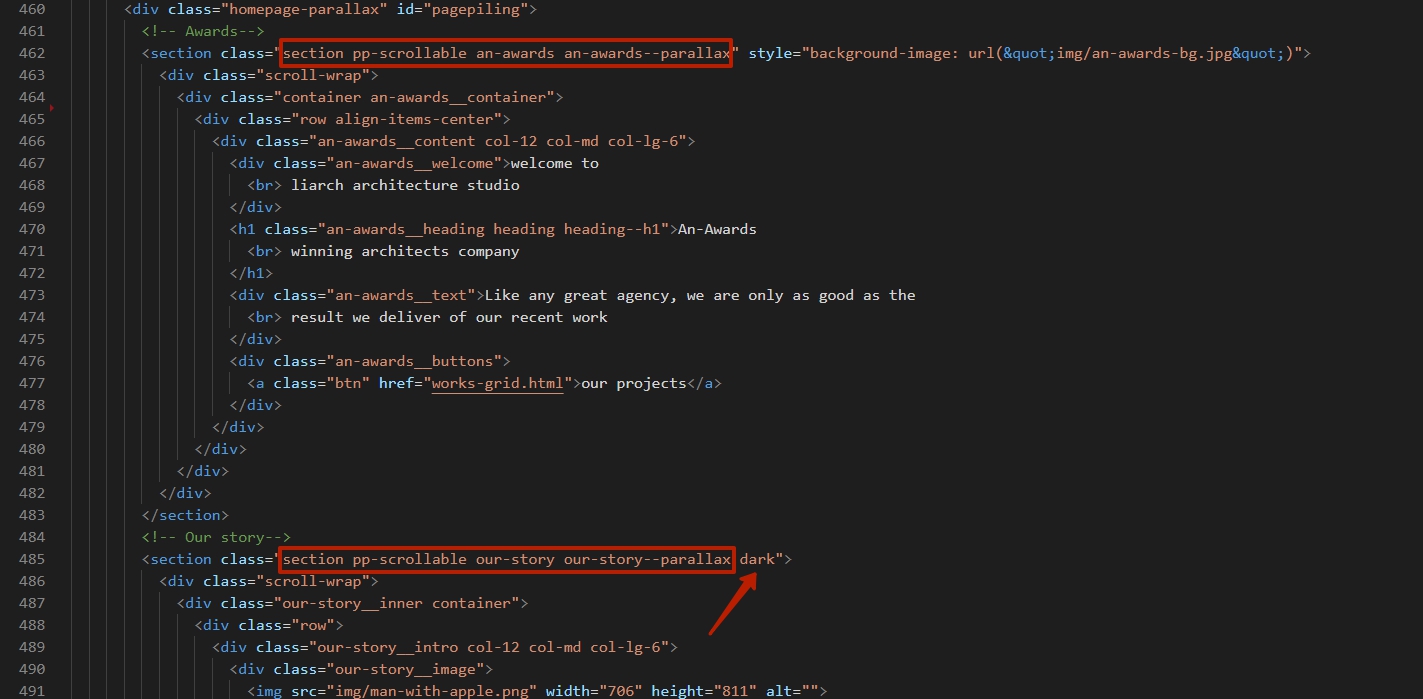 460 <div class="homepage-parallax" id="pagepiling">
461 <!-- Awards-->
462 <section class="section pp-scrollable an-awards an-awards--parallax" style="background-image: url(&quot;img/an-awards-bg.jpg&quot;)">
463 <div class="scroll-wrap">
464 <div class="container an-awards__container">
465 <div class="row align-items-center">
466 <div class="an-awards__content col-12 col-md col-lg-6">
467 <div class="an-awards__welcome">welcome to
468 <br> liarch architecture studio
469 </div>
470 <h1 class="an-awards__heading heading heading--h1">An-Awards
471 <br> winning architects company
472 </h1>
473 <div class="an-awards__text">Like any great agency, we are only as good as the
474 <br> result we deliver of our recent work
475 </div>
476 <div class="an-awards__buttons">
477 <a class="btn" href="works-grid.html">our projects</a>
478 </div>
479 </div>
480 </div>
481 </div>
482 </div>
483 </section>
484 <!-- Our story-->
485 <section class="section pp-scrollable our-story our-story--parallax dark">
486 <div class="scroll-wrap">
487 <div class="our-story__inner container">
488 <div class="row">
489 <div class="our-story__intro col-12 col-md col-lg-6">
490 <div class="our-story__image">
491 <img src="img/man-with-apple.png" width="706" height="811" alt="">